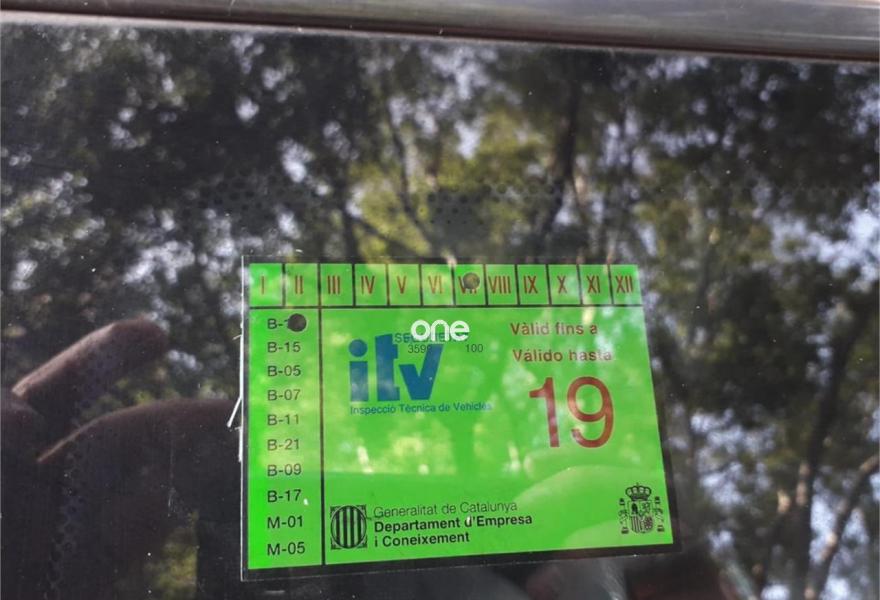 I II III IV V VI VII VIII IX X XI XII
B-15
B-05
B-07
B-11
B-21
B-09
B-17
M-01
M-05
one
100
itv
Inspecció Tècnica de Vehicles
Vàlid fins a
Válido hasta
19
Generalitat de Catalunya
Departament d'Empresa
i Coneixement